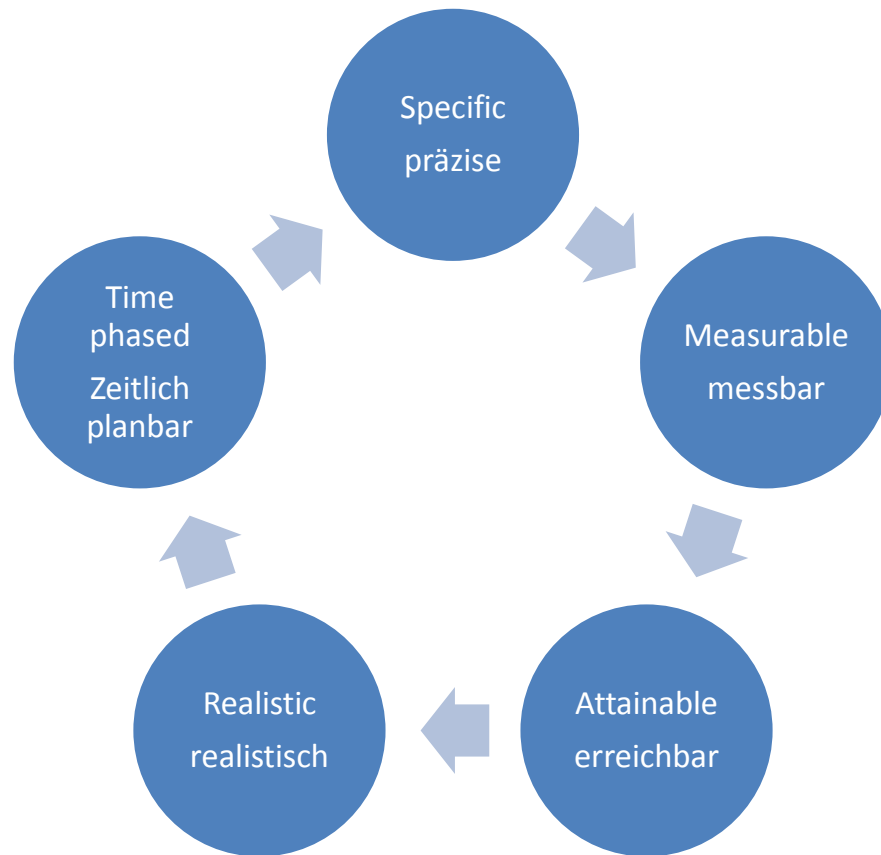 Specific
präzise
Measurable
messbar
Attainable
erreichbar
Realistic
realistisch
Time
phased
Zeitlich
planbar